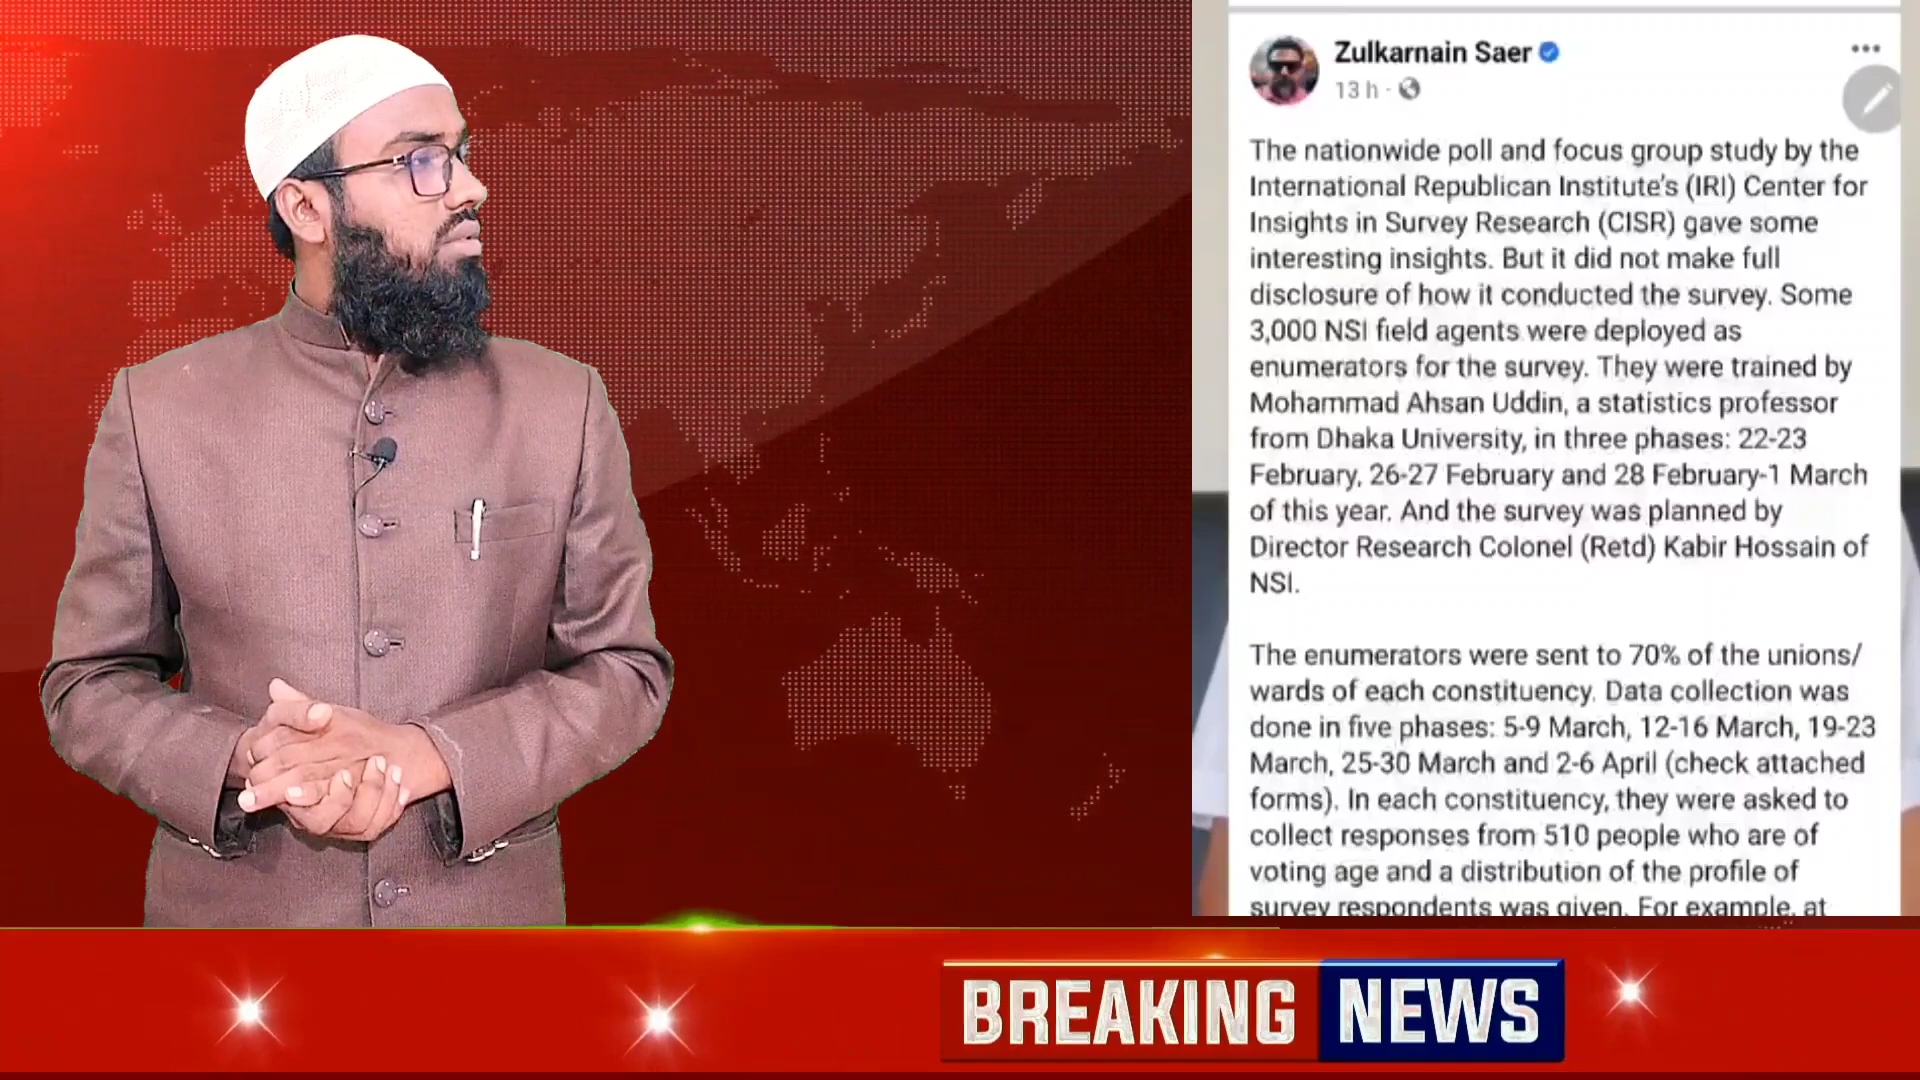 Zulkarnain Saer
13 h ·
The nationwide poll and focus group study by the
International Republican Institute's (IRI) Center for
Insights in Survey Research (CISR) gave some
interesting insights. But it did not make full
disclosure of how it conducted the survey. Some
3,000 NSI field agents were deployed as
enumerators for the survey. They were trained by
Mohammad Ahsan Uddin, a statistics professor
from Dhaka University, in three phases: 22-23
February, 26-27 February and 28 February-1 March
of this year. And the survey was planned by
Director Research Colonel (Retd) Kabir Hossain of
NSI.
The enumerators were sent to 70% of the unions/
wards of each constituency. Data collection was
done in five phases: 5-9 March, 12-16 March, 19-23
March, 25-30 March and 2-6 April (check attached
forms). In each constituency, they were asked to
collect responses from 510 people who are of
voting age and a distribution of the profile of
survey respondents was given. For example, at
BREAKING NEWS